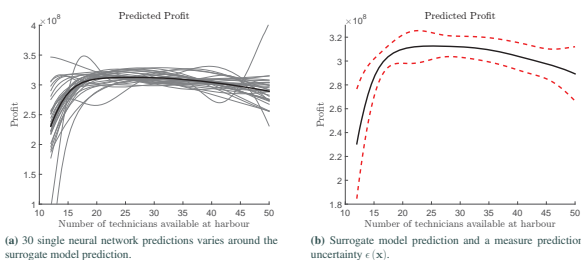 Predicted Profit
×10⁸
4
3.5
3
2.5
2
1.5
1
Profit
10 15 20 25 30 35 40 45 50
Number of technicians available at harbour
(a) 30 single neural network predictions varies around the
surrogate model prediction.
Predicted Profit
×10⁸
3.4
3.2
3
2.8
2.6
2.4
2.2
2
1.8
Profit
10 15 20 25 30 35 40 45 50
Number of technicians available at harbour
(b) Surrogate model prediction and a measure prediction
uncertainty ϵ(x).